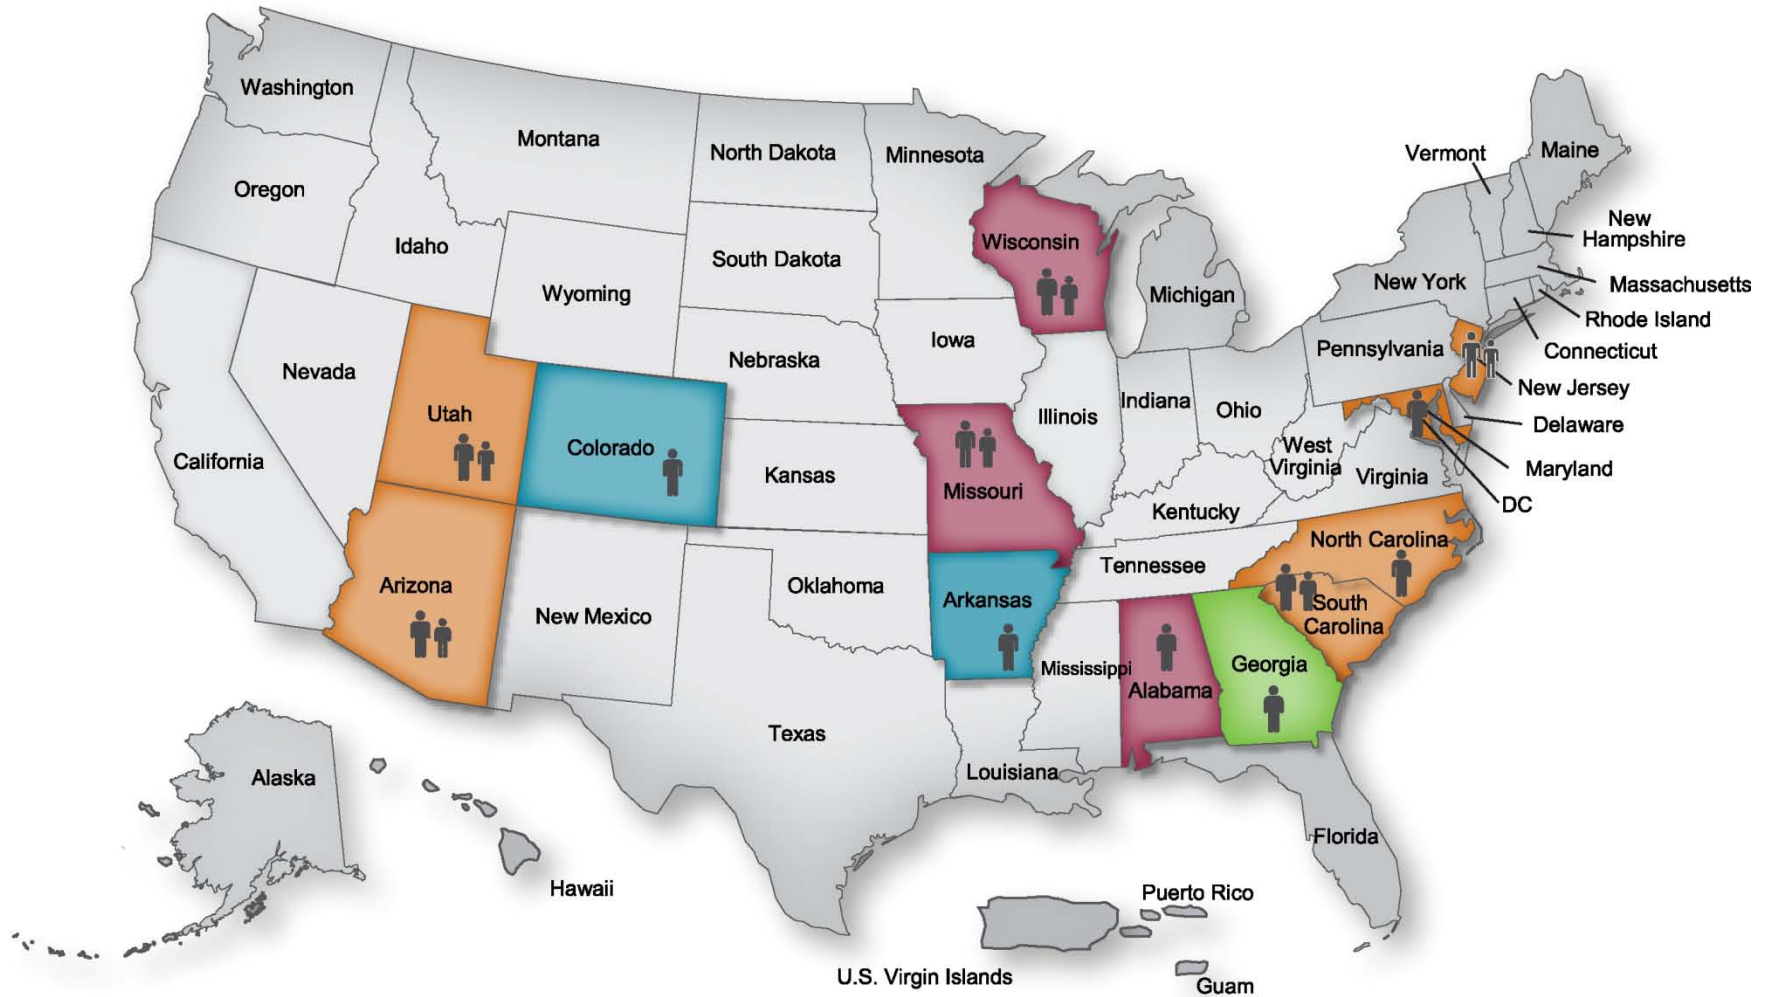 Washington
Montana
North Dakota
Minnesota
Vermont
Maine
Oregon
Idaho
Wisconsin
New
Hampshire
South Dakota
Wyoming
Michigan
New York
Massachusetts
Rhode Island
Iowa
Nebraska
Pennsylvania
Connecticut
Nevada
New Jersey
Utah
Illinois
Indiana
Ohio
Delaware
Colorado
California
Kansas
Missouri
West
Virginia
Virginia
Maryland
DC
Kentucky
North Carolina
Tennessee
Arizona
Oklahoma
Arkansas
New Mexico
South
Carolina
Mississippi
Alabama
Georgia
Texas
Louisiana
Alaska
Florida
Hawaii
Puerto Rico
U.S. Virgin Islands
Guam